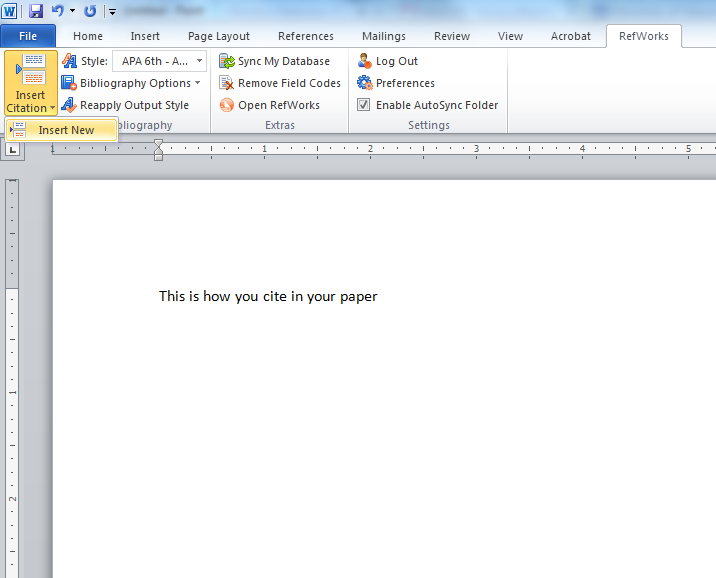 W
File Home Insert Page Layout References Mailings Review View Acrobat RefWorks
Insert Citation
Style: APA 6th - A...
Bibliography Options
Reapply Output Style
bliography
Sync My Database
Remove Field Codes
Open RefWorks
Extras
Log Out
Preferences
Enable AutoSync Folder
Settings
Insert New
L
1 1 2 3 4 5
This is how you cite in your paper
1
1
2